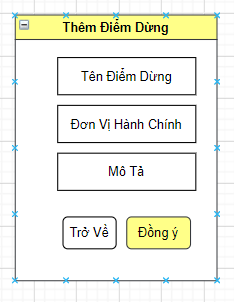 Thêm Điểm Dừng
Tên Điểm Dừng
Đơn Vị Hành Chính
Mô Tả
Trở Về Đồng ý